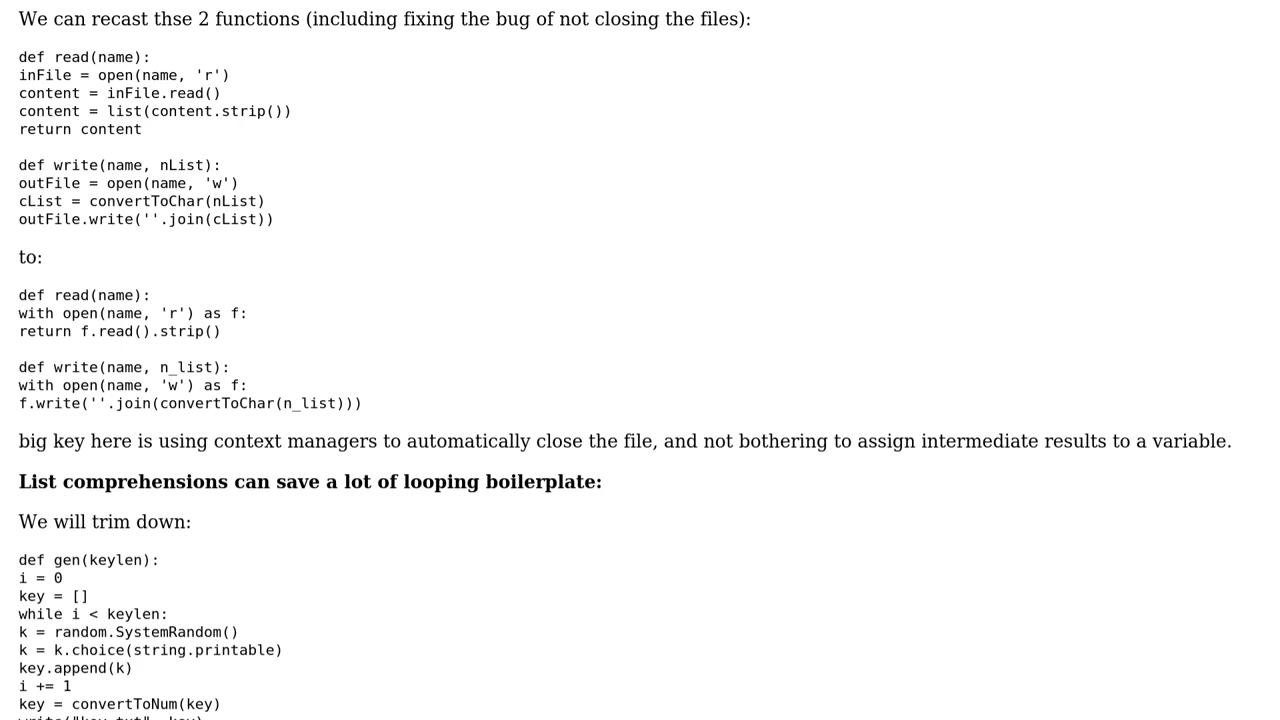 We can recast thse 2 functions (including fixing the bug of not closing the files):
def read(name):
inFile = open(name, 'r')
content = inFile.read()
content = list(content.strip())
return content
def write(name, nList):
outFile = open(name, 'w')
cList = convertToChar(nList)
outFile.write(''.join(cList))
to:
def read(name):
with open(name, 'r') as f:
return f.read().strip()
def write(name, n_list):
with open(name, 'w') as f:
f.write(''.join(convertToChar(n_list)))
big key here is using context managers to automatically close the file, and not bothering to assign intermediate results to a variable.
List comprehensions can save a lot of looping boilerplate:
We will trim down:
def gen(keylen):
i = 0
key = []
while i < keylen:
k = random.SystemRandom()
k = k.choice(string.printable)
key.append(k)
i += 1
key = convertToNum(key)